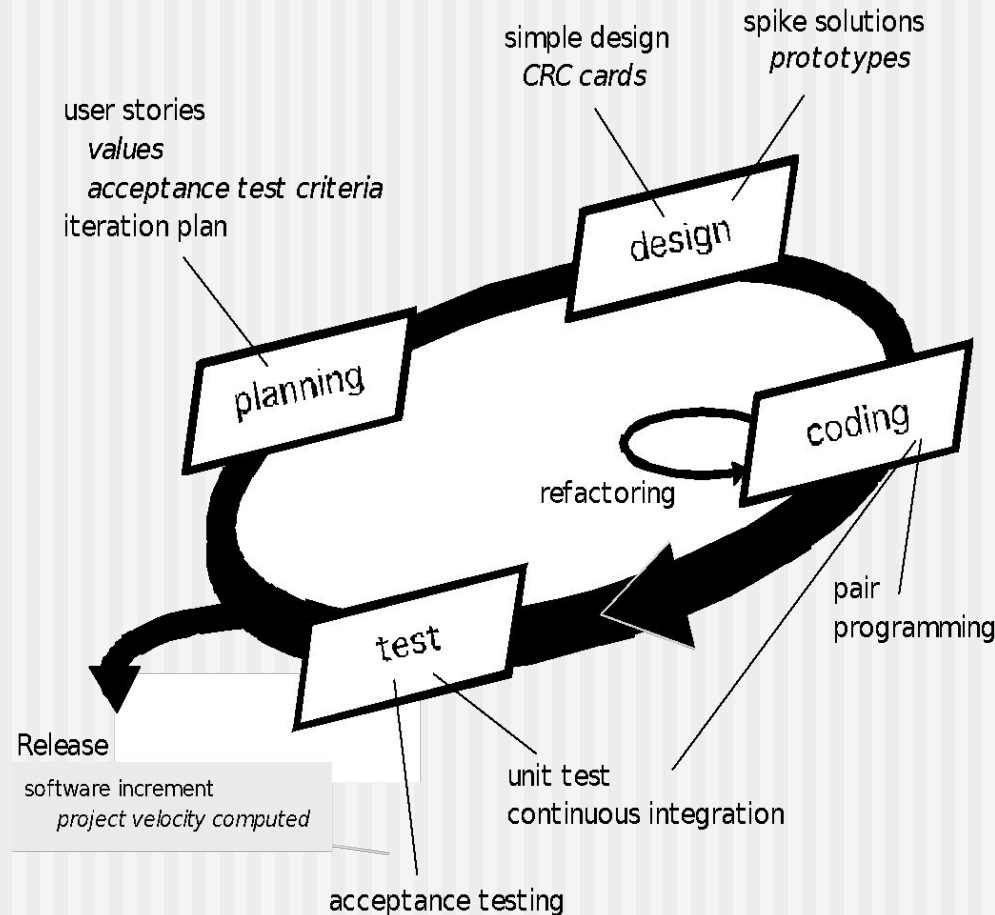 simple design
CRC cards
spike solutions
prototypes
user stories
values
acceptance test criteria
iteration plan
design
planning
coding
refactoring
test
pair
programming
Release
software increment
project velocity computed
unit test
continuous integration
acceptance testing